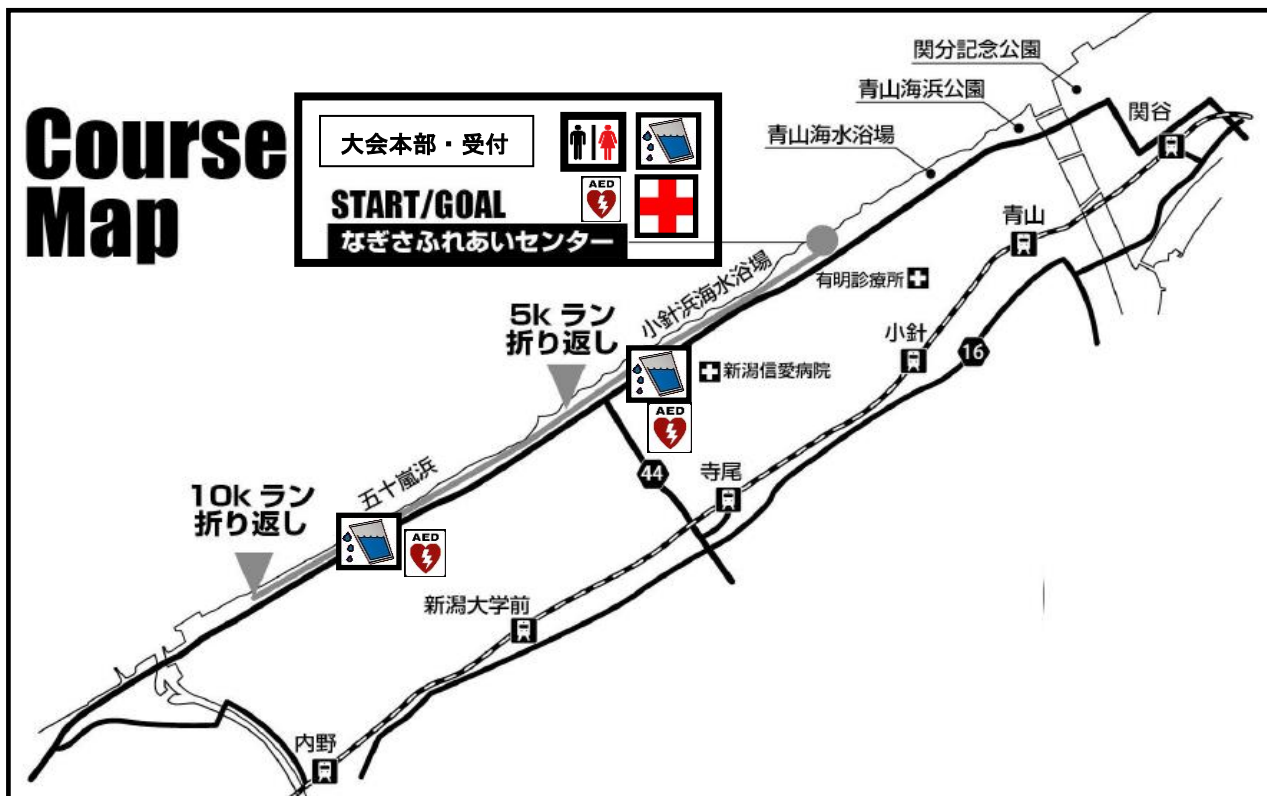 Course
Map
大会本部・受付
AED
START/GOAL
なぎさふれあいセンター
関分記念公園
青山海浜公園
青山海水浴場
関谷
青山
有明診療所
小針浜海水浴場
小針
16
5k ラン
折り返し
新潟信愛病院
AED
44
寺尾
五十嵐浜
10k ラン
折り返し
AED
新潟大学前
内野